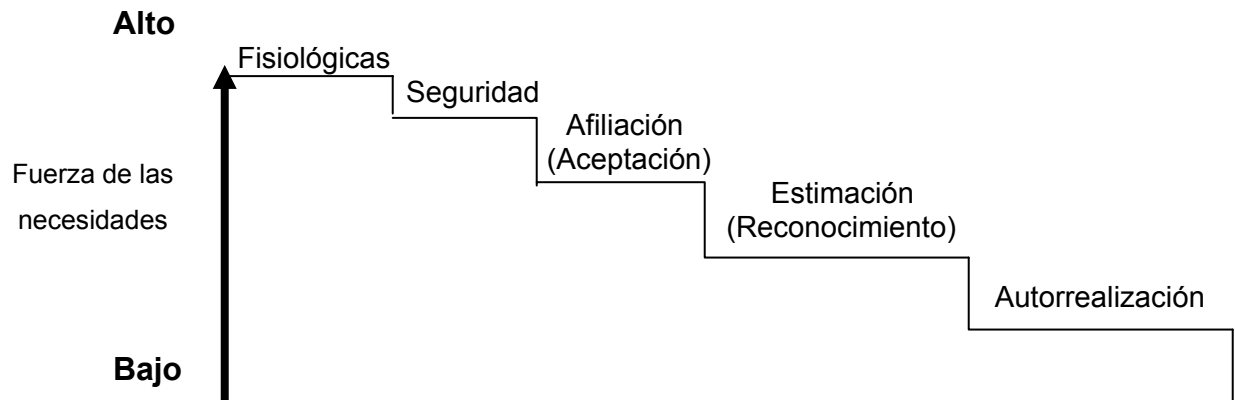 Alto
Fisiológicas
Seguridad
Afiliación
(Aceptación)
Fuerza de las
necesidades
Estimación
(Reconocimiento)
Autorrealización
Bajo